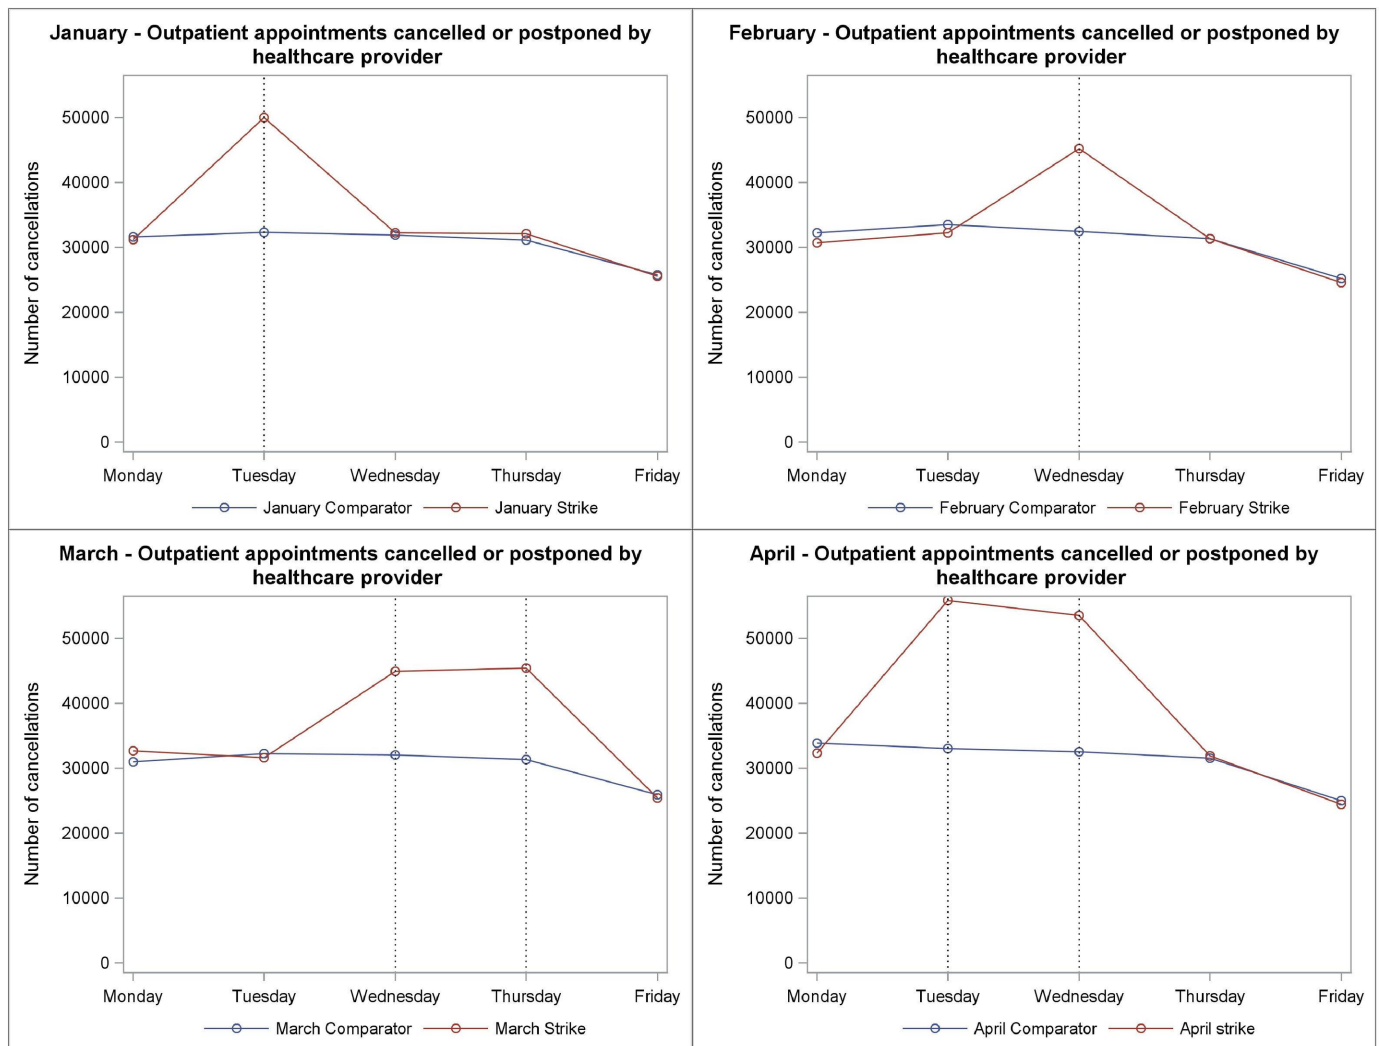 January - Outpatient appointments cancelled or postponed by
healthcare provider
Number of cancellations
50000
40000
30000
20000
10000
0
Monday Tuesday Wednesday Thursday Friday
January Comparator January Strike
February - Outpatient appointments cancelled or postponed by
healthcare provider
Number of cancellations
50000
40000
30000
20000
10000
0
Monday Tuesday Wednesday Thursday Friday
February Comparator February Strike
March - Outpatient appointments cancelled or postponed by
healthcare provider
Number of cancellations
50000
40000
30000
20000
10000
0
Monday Tuesday Wednesday Thursday Friday
March Comparator March Strike
April - Outpatient appointments cancelled or postponed by
healthcare provider
Number of cancellations
50000
40000
30000
20000
10000
0
Monday Tuesday Wednesday Thursday Friday
April Comparator April strike